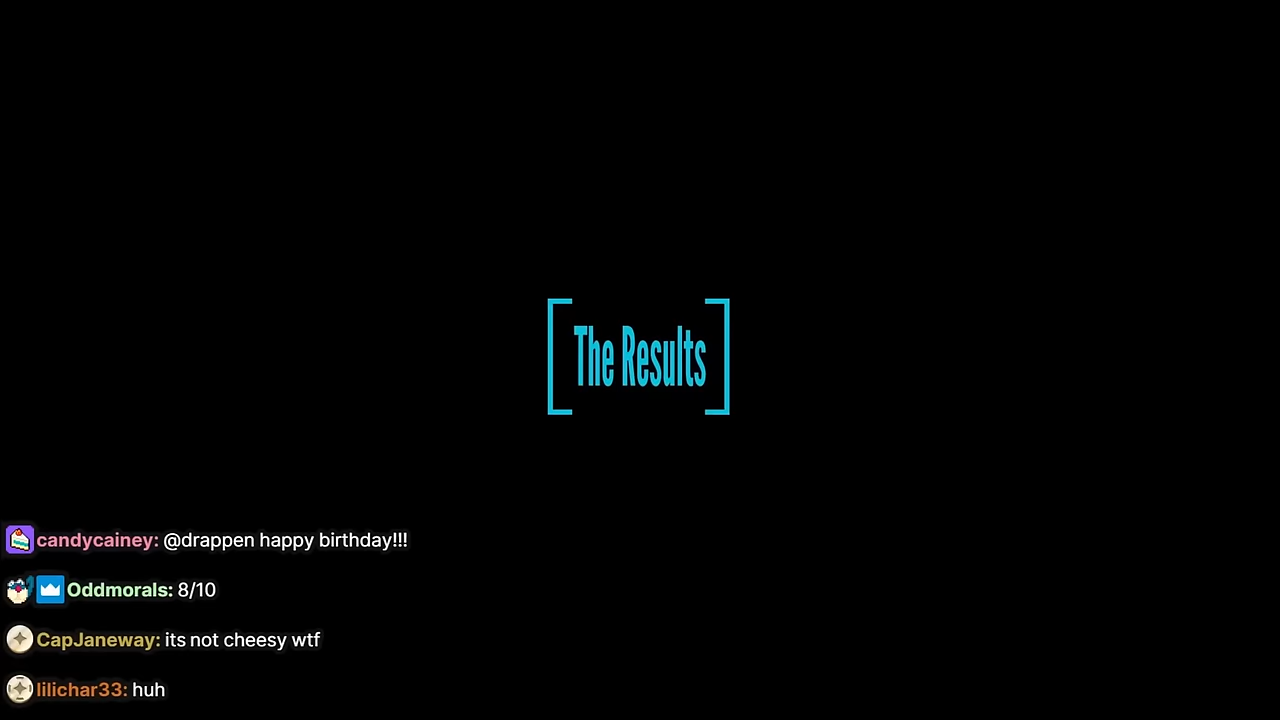 The Results
candycainey: @drappen happy birthday!!!
Oddmorals: 8/10
CapJaneway: its not cheesy wtf
lilichar33: huh